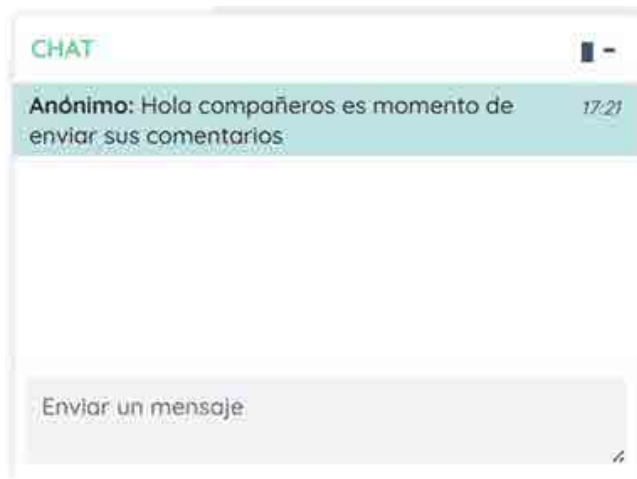 CHAT
Anónimo: Hola compañeros es momento de
17:21
enviar sus comentarios
Enviar un mensaje